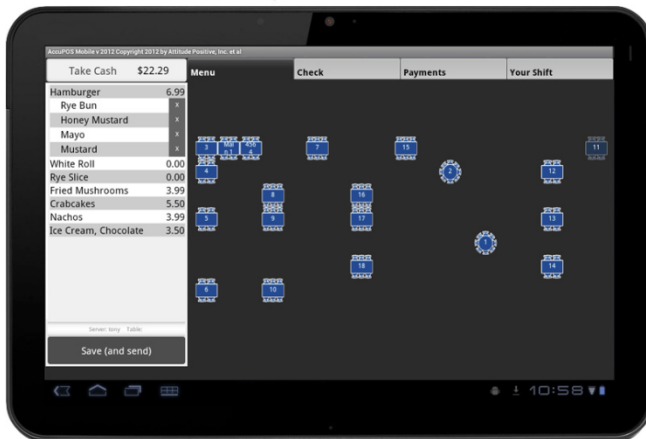 AccuPOS Mobile v 2012 Copyright 2012 by Attitude Positive, Inc. et al
Take Cash $22.29
Menu
Check
Payments
Your Shift
Hamburger 6.99
Rye Bun x
Honey Mustard x
Mayo x
Mustard x
White Roll 0.00
Rye Slice 0.00
Fried Mushrooms 3.99
Crabcakes 5.50
Nachos 3.99
Ice Cream, Chocolate 3.50
Server: tony Table:
Save (and send)
3
Mai
n 1
456
4
7
15
11
4
2
12
8
16
5
9
17
13
1
18
14
6
10
10:58